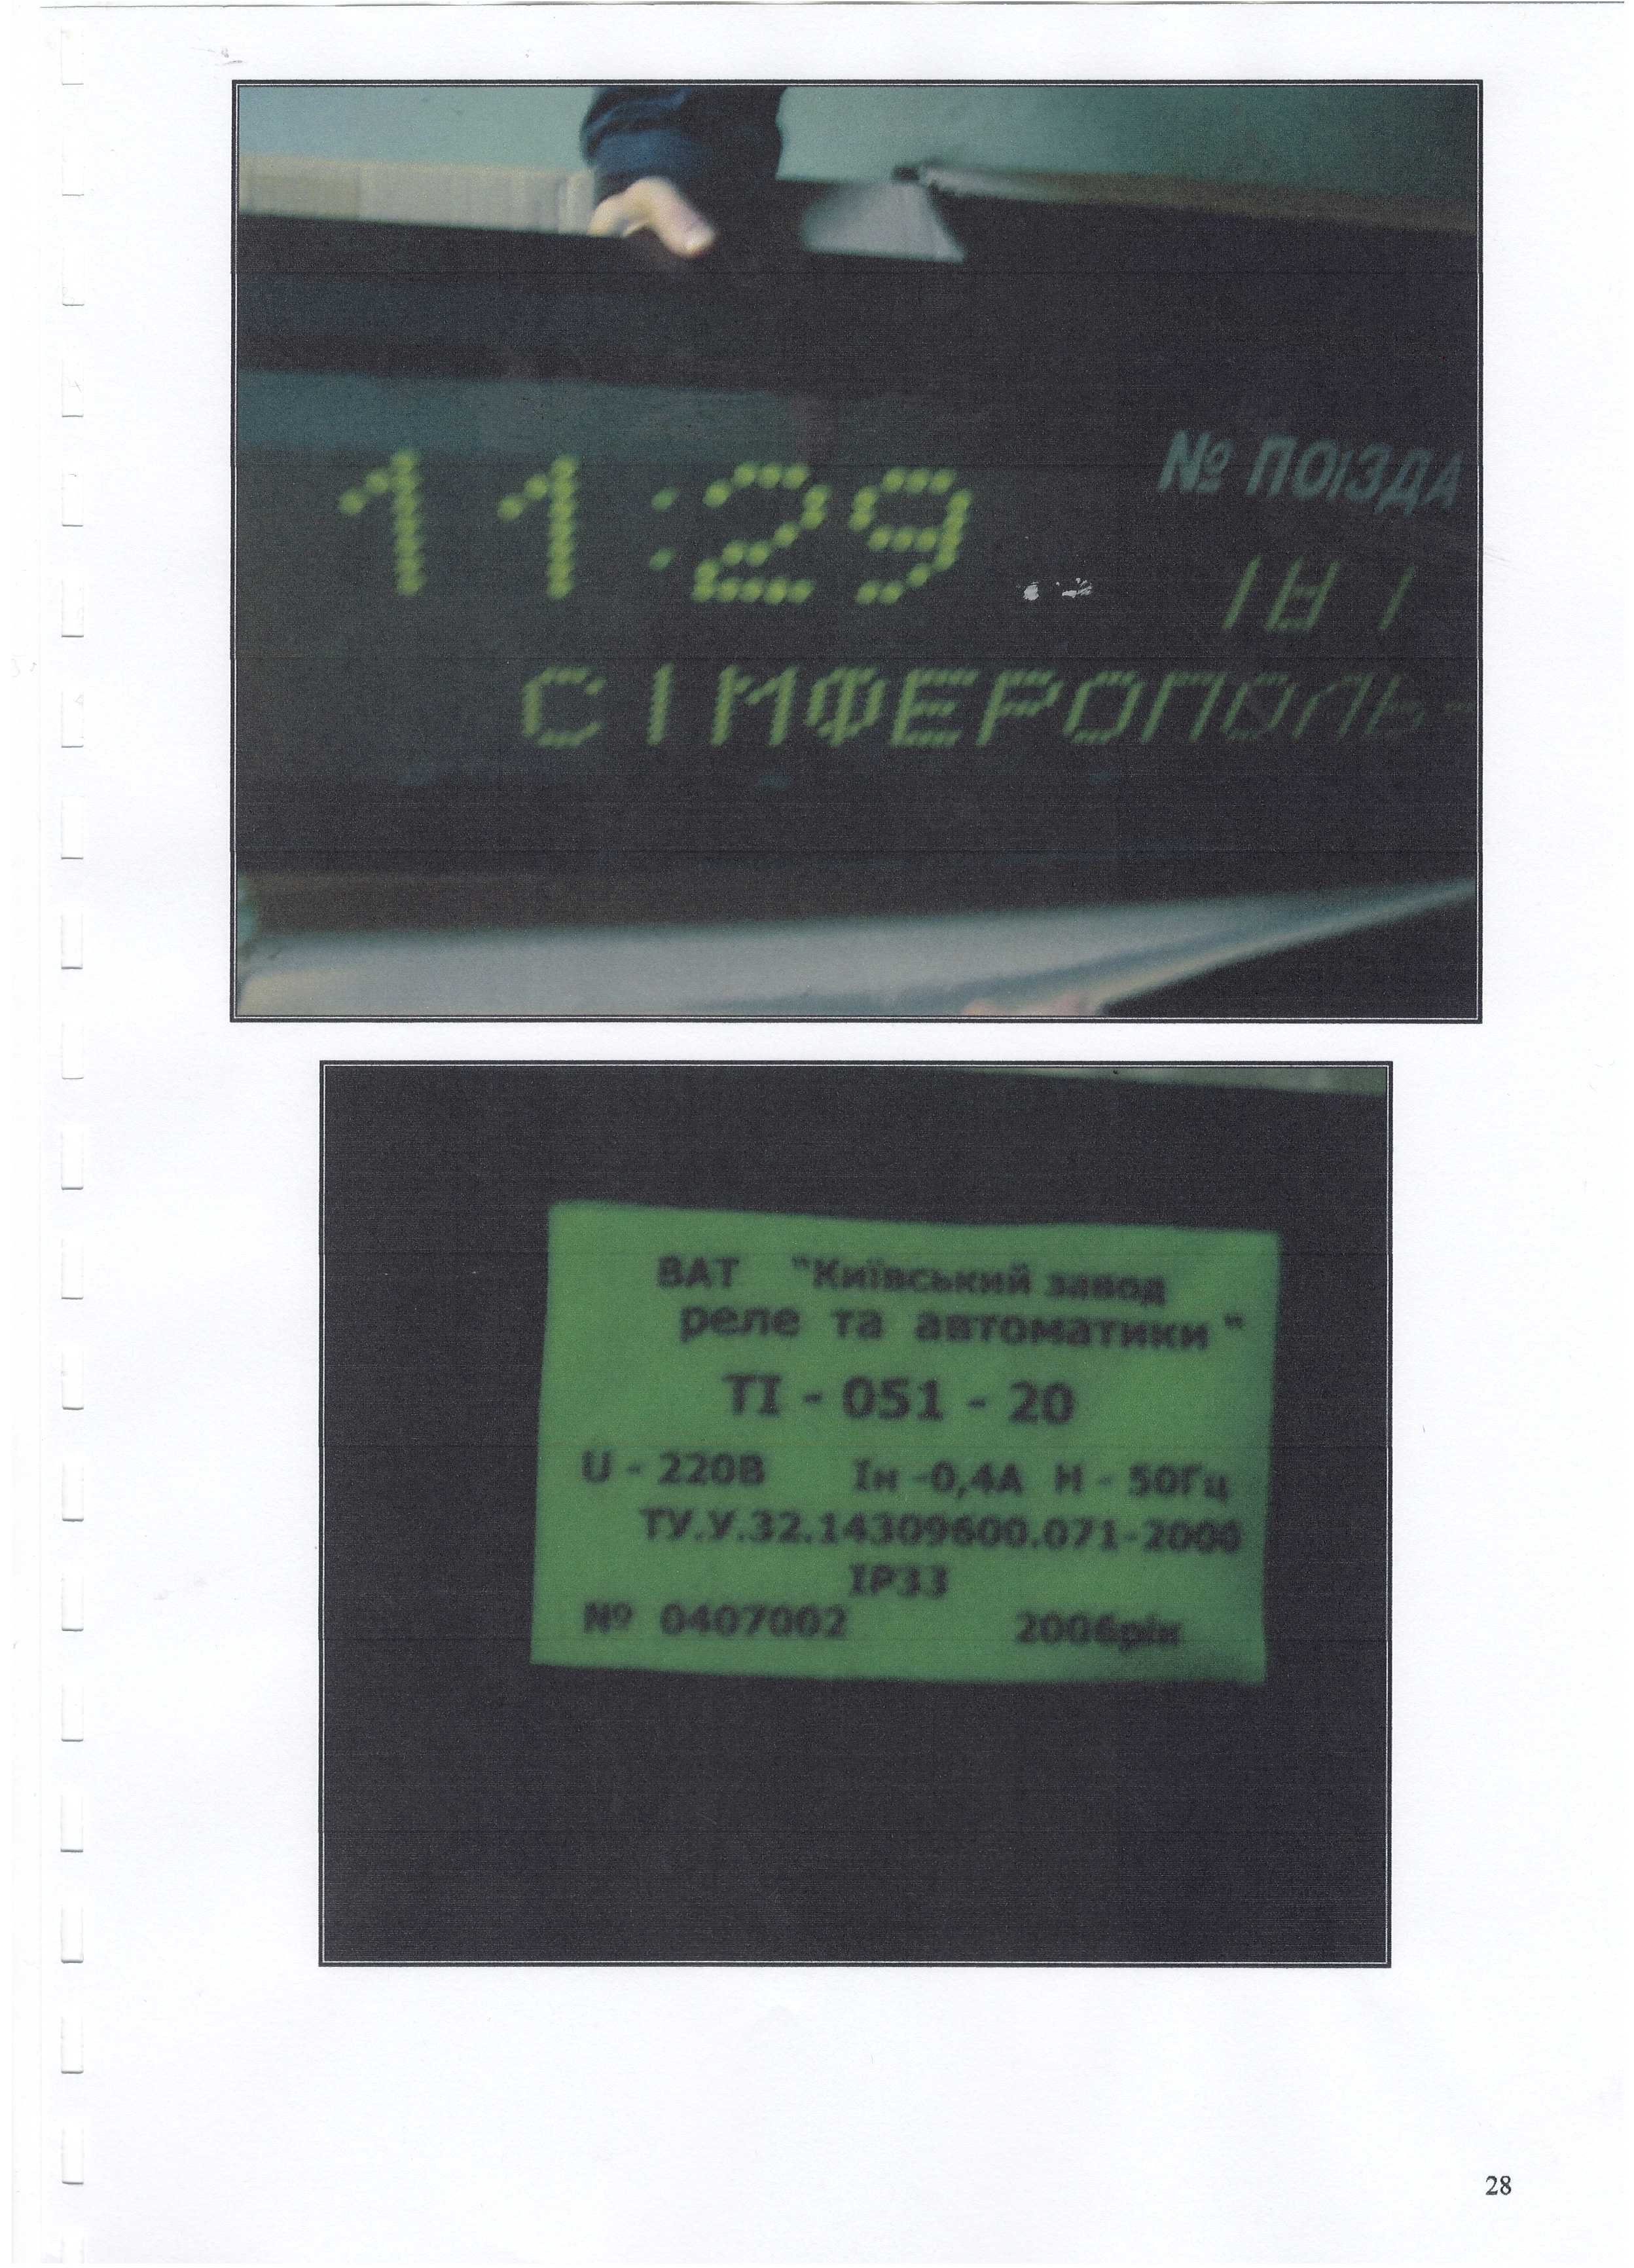 11:29
№ ПОЇЗДА
181
СІМФЕРОПОЛЬ-
ВАТ "Київський завод
реле та автоматики"
ТІ - 051 - 20
U - 220В Ін -0,4А Н - 50Гц
ТУ.У.32.14309600.071-2000
ІР33
№ 0407002 2006рік
28